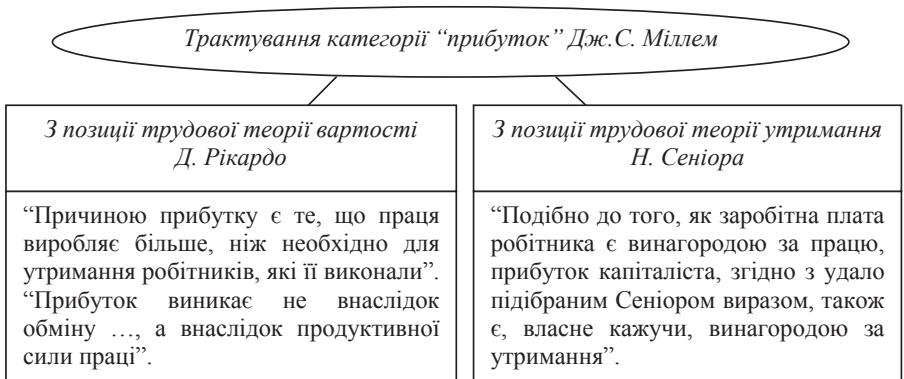 Трактування категорії “прибуток” Дж.С. Міллем
З позиції трудової теорії вартості
Д. Рікардо
“Причиною прибутку є те, що праця
виробляє більше, ніж необхідно для
утримання робітників, які її виконали”.
“Прибуток виникає не внаслідок
обміну …, а внаслідок продуктивної
сили праці”.
З позиції трудової теорії утримання
Н. Сеніора
“Подібно до того, як заробітна плата
робітника є винагородою за працю,
прибуток капіталіста, згідно з удало
підібраним Сеніором виразом, також
є, власне кажучи, винагородою за
утримання”.